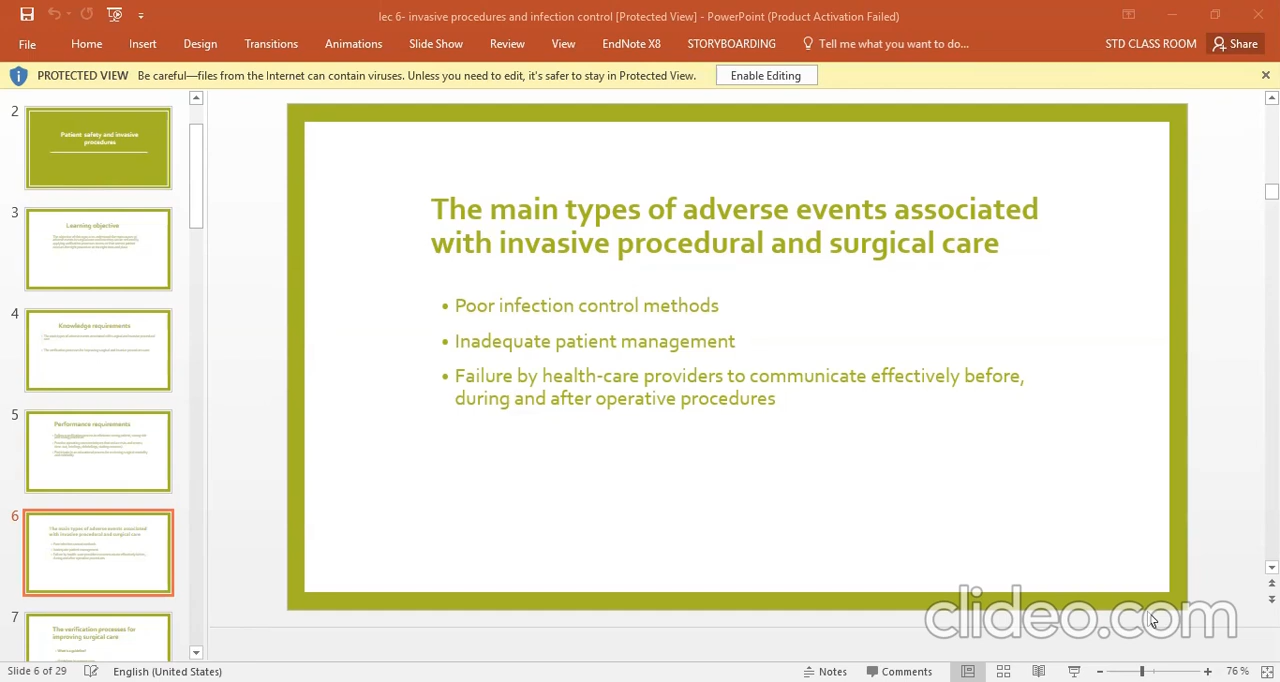 lec 6- invasive procedures and infection control [Protected View] - PowerPoint (Product Activation Failed)
File Home Insert Design Transitions Animations Slide Show Review View EndNote X8 STORYBOARDING Tell me what you want to do... STD CLASS ROOM Share
PROTECTED VIEW Be careful—files from the Internet can contain viruses. Unless you need to edit, it's safer to stay in Protected View. Enable Editing
2
Patient safety and invasive
procedures
3
Learning objective
4
Knowledge requirements
5
Performance requirements
6
The main types of adverse events associated
with invasive procedural and surgical care
7
The verification processes for
improving surgical care
The main types of adverse events associated
with invasive procedural and surgical care
• Poor infection control methods
• Inadequate patient management
• Failure by health-care providers to communicate effectively before,
during and after operative procedures
clideo.com
Slide 6 of 29 English (United States) Notes Comments 76 %